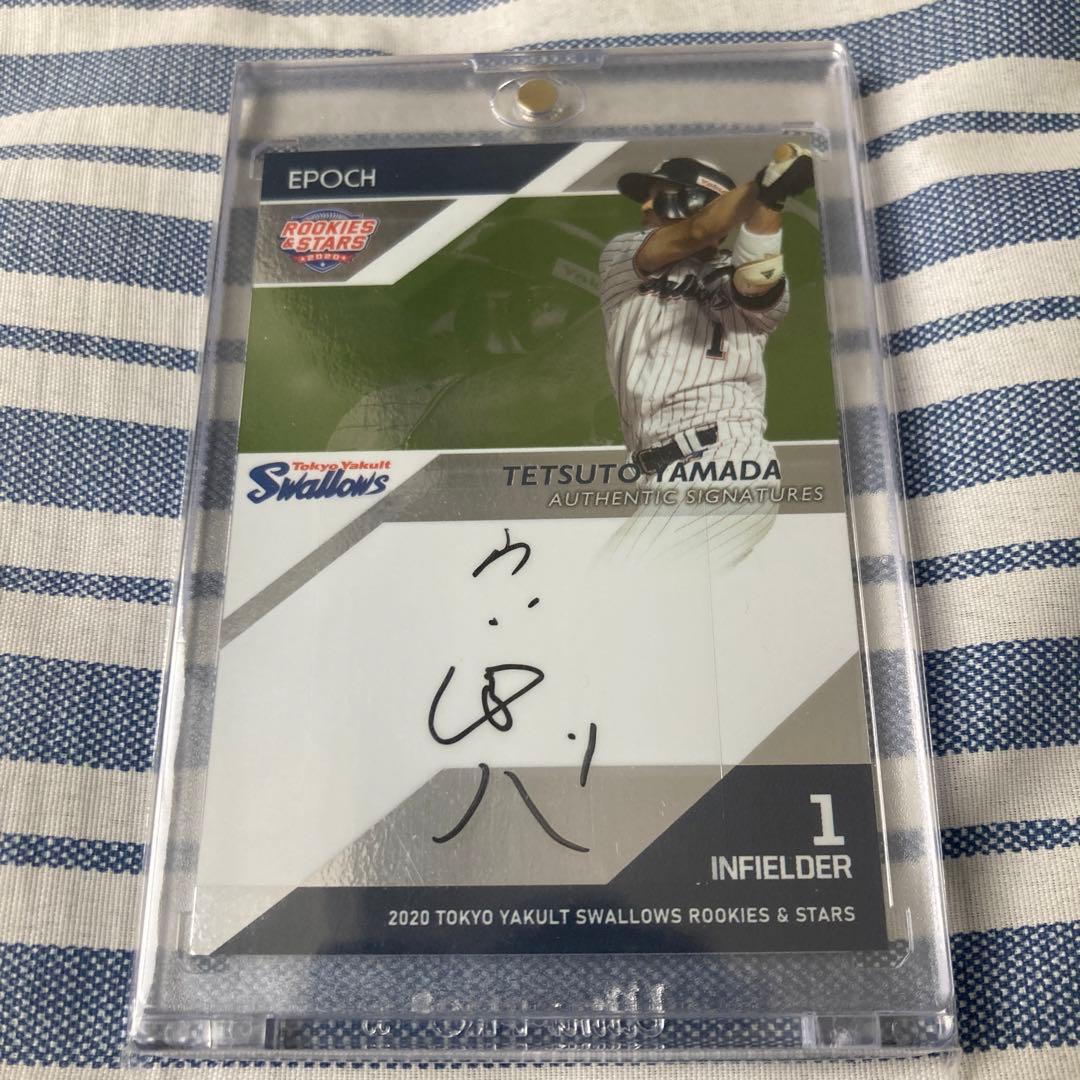 EPOCH
ROOKIES
& STARS
2020
Tokyo Yakult
Swallows
TETSUTO YAMADA
AUTHENTIC SIGNATURES
1
1
INFIELDER
2020 TOKYO YAKULT SWALLOWS ROOKIES & STARS